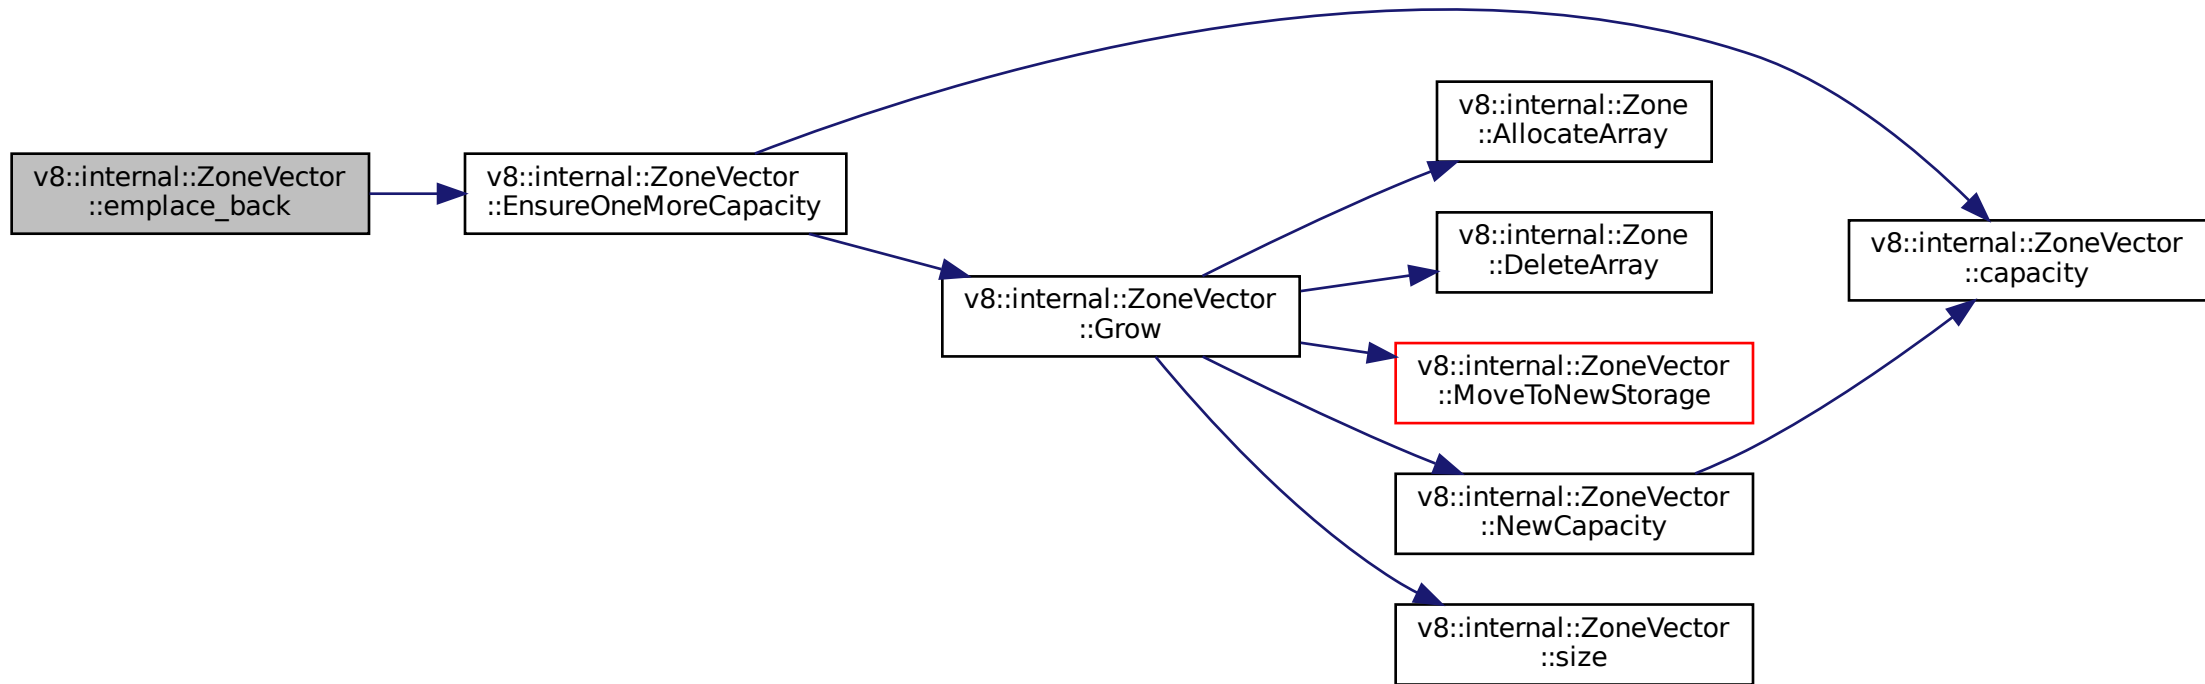 v8::internal::ZoneVector
::emplace_back
v8::internal::ZoneVector
::EnsureOneMoreCapacity
v8::internal::ZoneVector
::Grow
v8::internal::Zone
::AllocateArray
v8::internal::Zone
::DeleteArray
v8::internal::ZoneVector
::MoveToNewStorage
v8::internal::ZoneVector
::NewCapacity
v8::internal::ZoneVector
::size
v8::internal::ZoneVector
::capacity